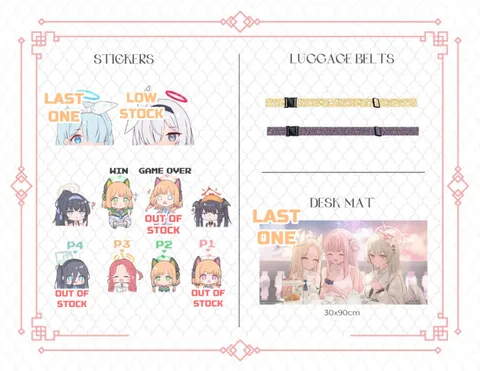 STICKERS
LAST
ONE
LOW
STOCK
WIN GAME OVER
OUT OF
STOCK
P4 P3 P2 P1
OUT OF
STOCK
OUT OF
STOCK
LUGGAGE BELTS
DESK MAT
LAST
ONE
30x90cm